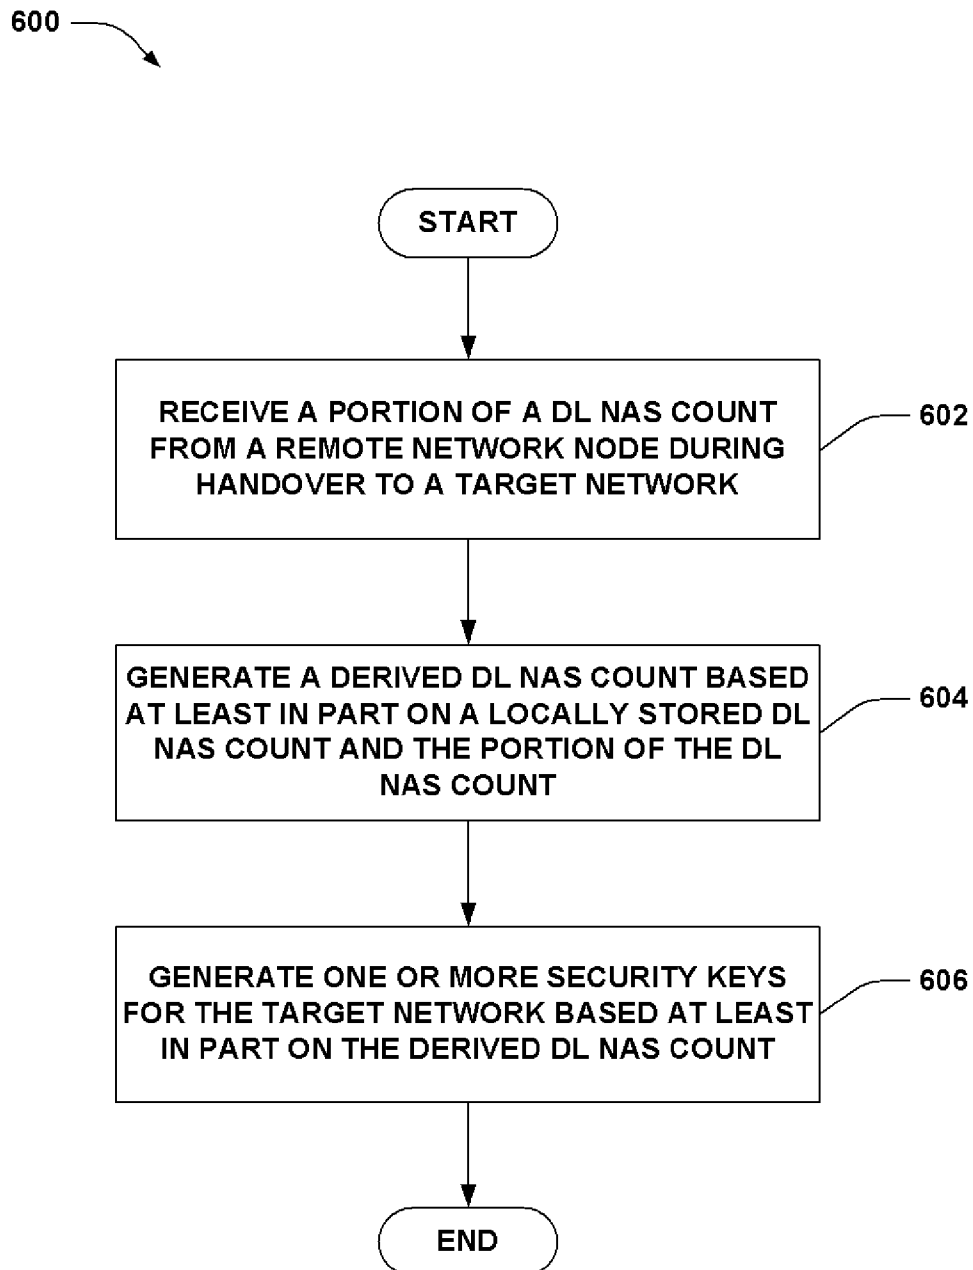 600
START
RECEIVE A PORTION OF A DL NAS COUNT
FROM A REMOTE NETWORK NODE DURING
HANDOVER TO A TARGET NETWORK
602
GENERATE A DERIVED DL NAS COUNT BASED
AT LEAST IN PART ON A LOCALLY STORED DL
NAS COUNT AND THE PORTION OF THE DL
NAS COUNT
604
GENERATE ONE OR MORE SECURITY KEYS
FOR THE TARGET NETWORK BASED AT LEAST
IN PART ON THE DERIVED DL NAS COUNT
606
END